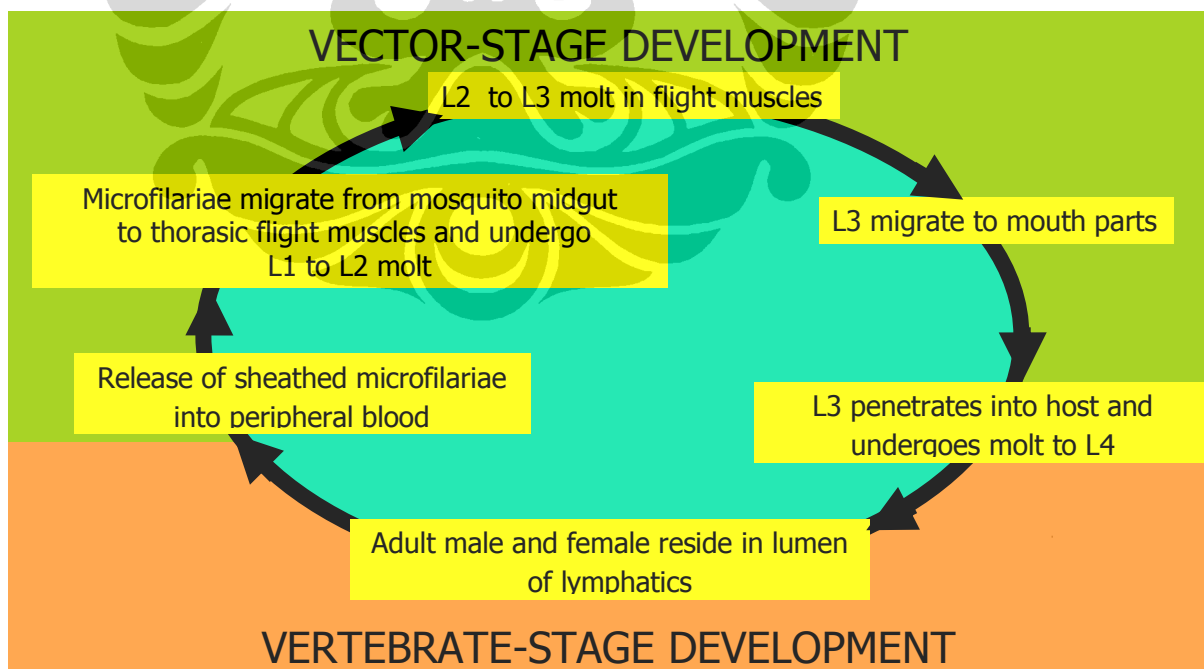 VECTOR-STAGE DEVELOPMENT
L2 to L3 molt in flight muscles
Microfilariae migrate from mosquito midgut
to thorasic flight muscles and undergo
L1 to L2 molt
L3 migrate to mouth parts
Release of sheathed microfilariae
into peripheral blood
L3 penetrates into host and
undergoes molt to L4
Adult male and female reside in lumen
of lymphatics
VERTEBRATE-STAGE DEVELOPMENT